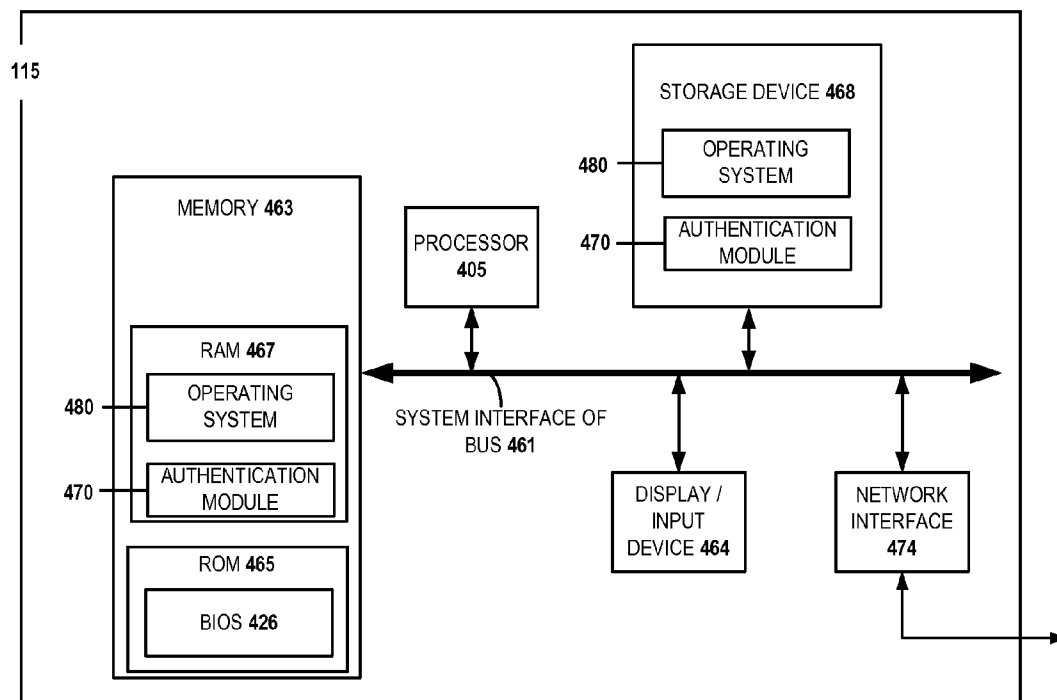 115
STORAGE DEVICE 468
480
OPERATING
SYSTEM
470
AUTHENTICATION
MODULE
MEMORY 463
PROCESSOR
405
RAM 467
480
OPERATING
SYSTEM
470
AUTHENTICATION
MODULE
ROM 465
BIOS 426
SYSTEM INTERFACE OF
BUS 461
DISPLAY /
INPUT
DEVICE 464
NETWORK
INTERFACE
474